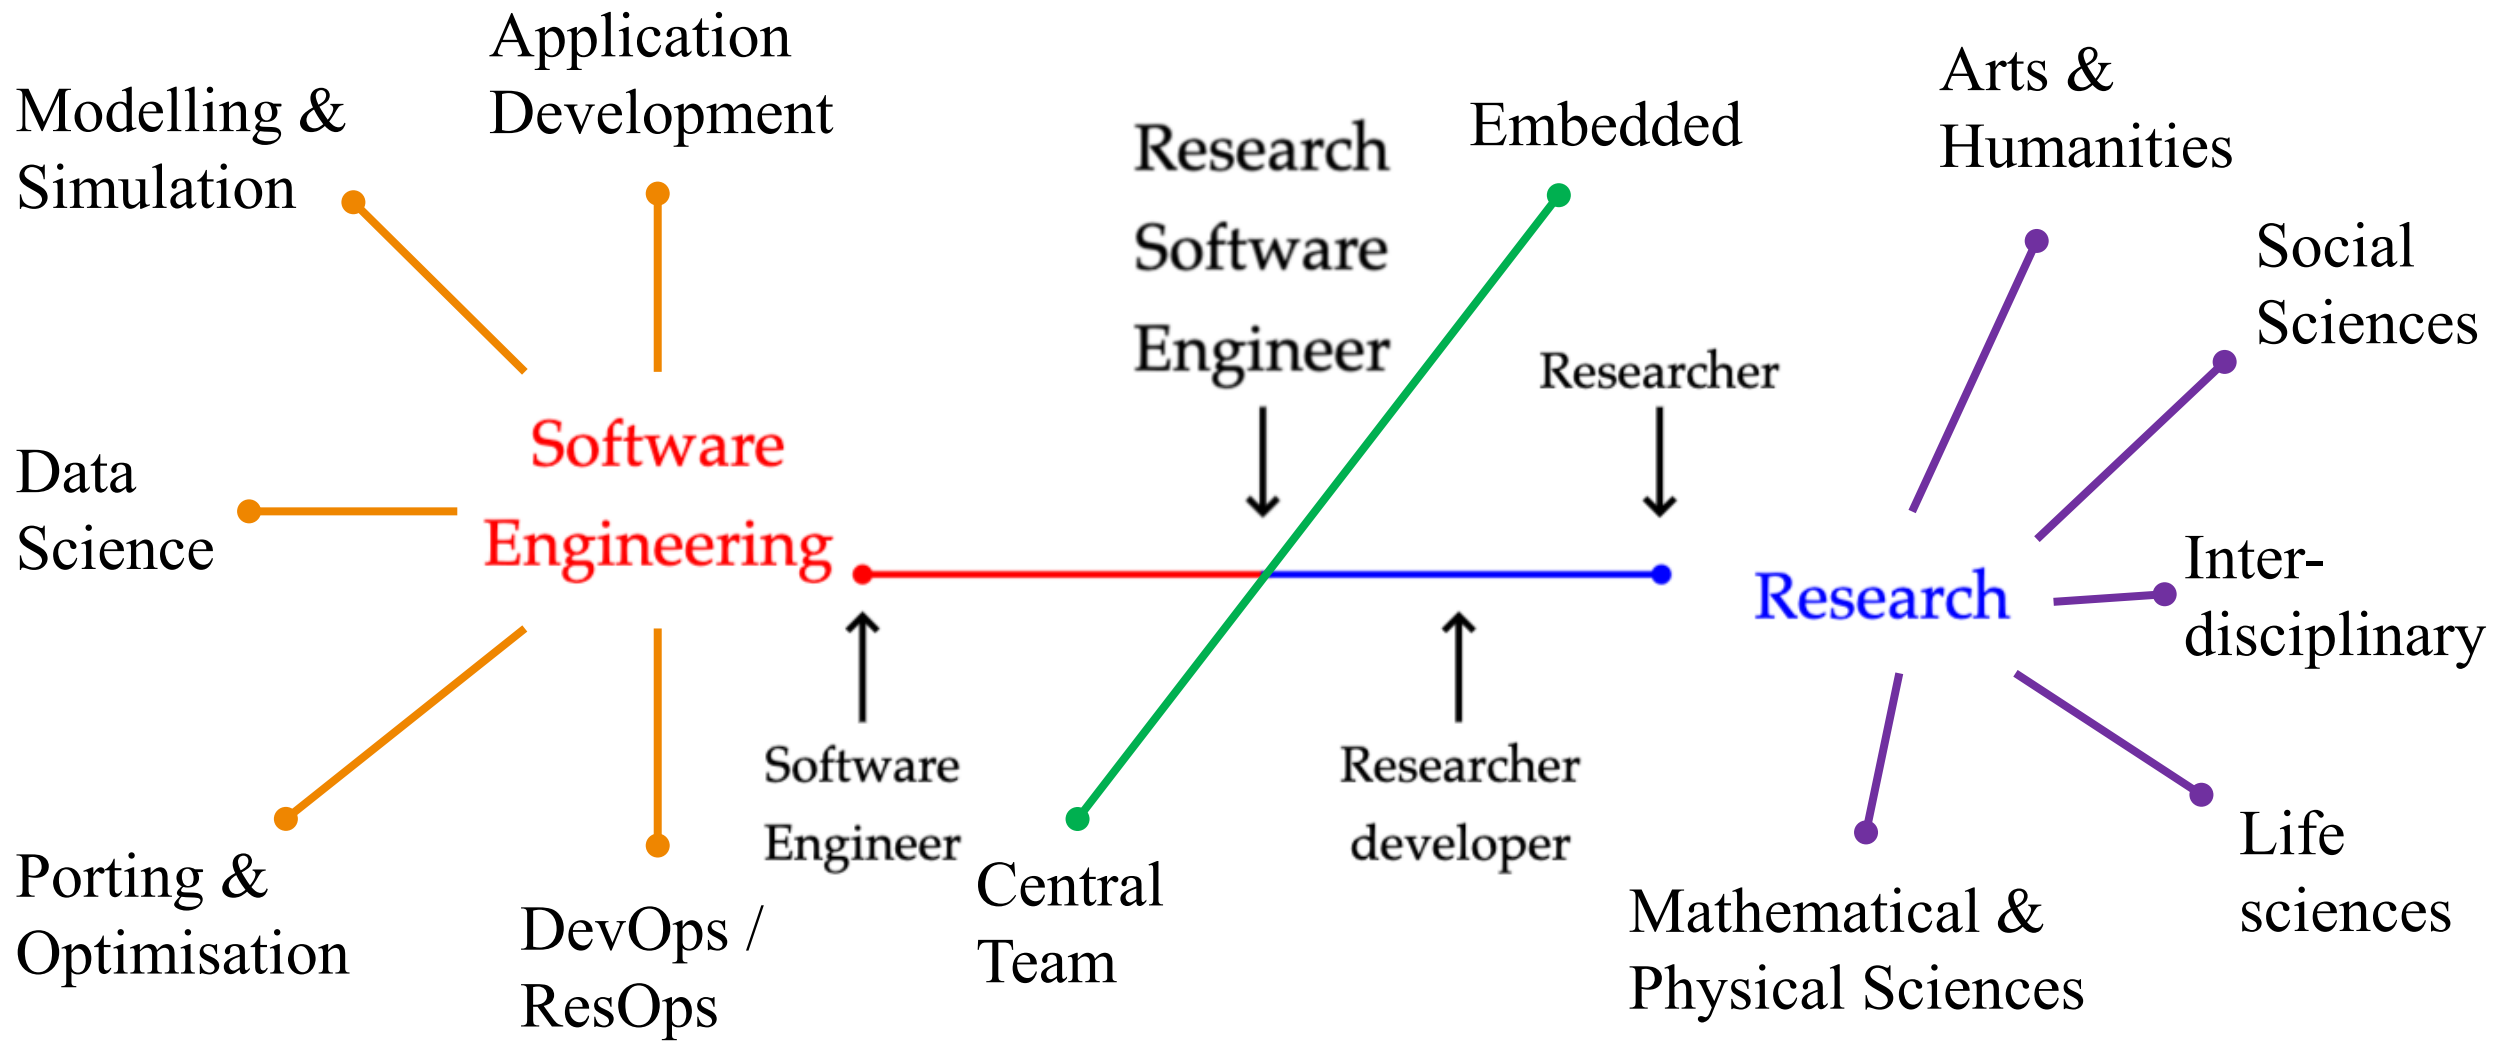 Modelling &
Simulation
Application
Development
Research
Software
Engineer
Embedded
Arts &
Humanities
Social
Sciences
Researcher
Data
Science
Software
Engineering
Research
Inter-
disciplinary
Porting &
Optimisation
DevOps /
ResOps
Software
Engineer
Central
Team
Researcher
developer
Mathematical &
Physical Sciences
Life
sciences